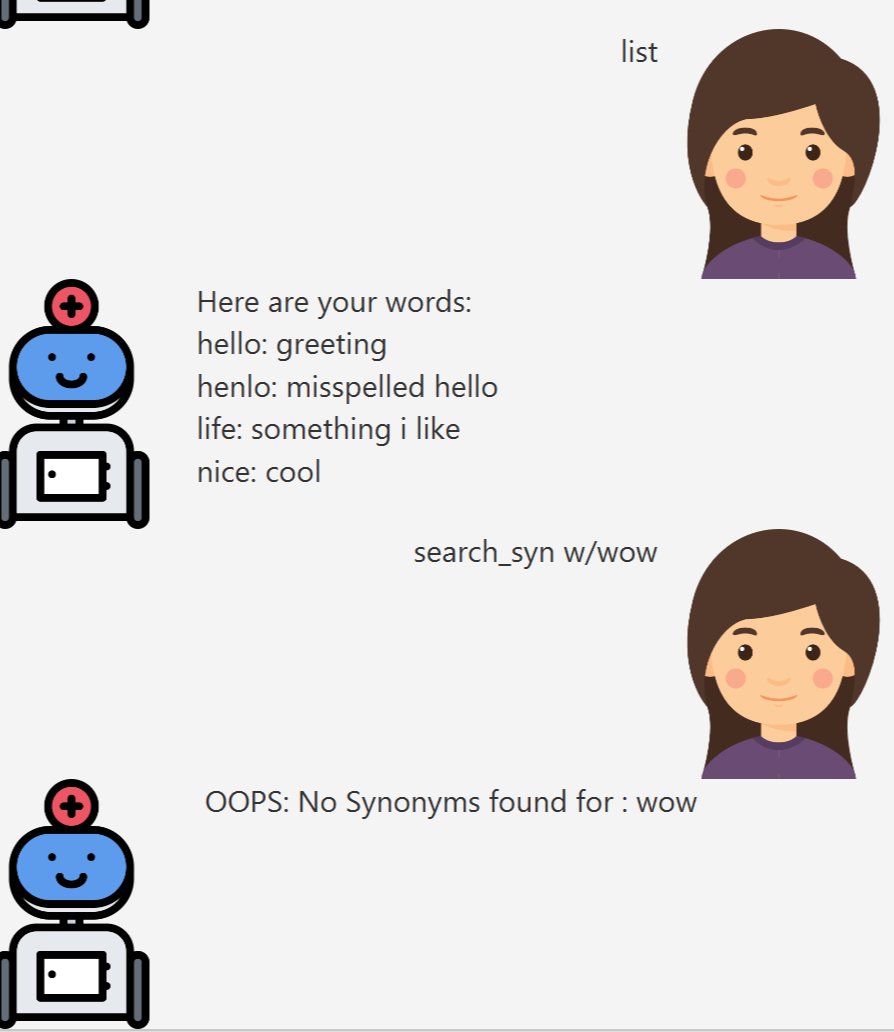 list
Here are your words:
hello: greeting
henlo: misspelled hello
life: something i like
nice: cool
search_syn w/wow
OOPS: No Synonyms found for : wow